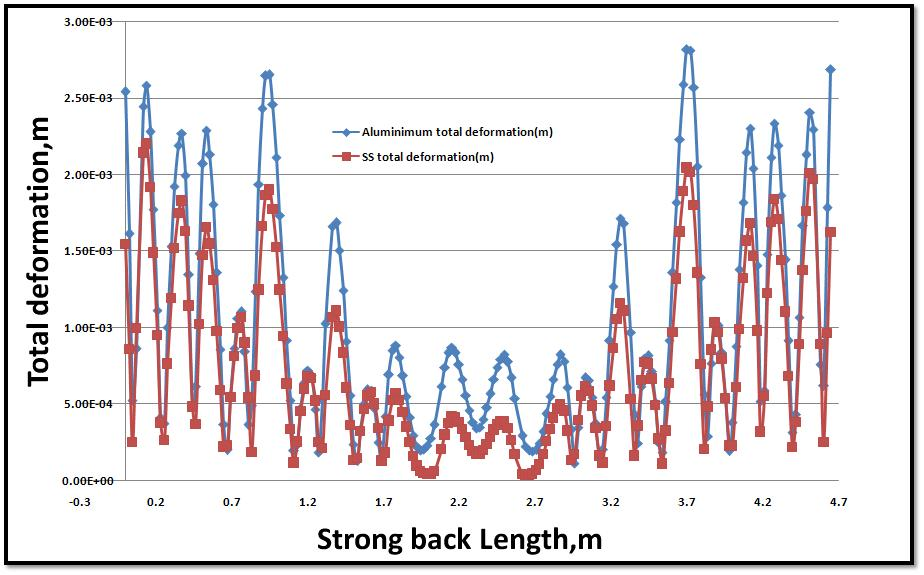 3.00E-03
2.50E-03
2.00E-03
1.50E-03
1.00E-03
5.00E-04
0.00E+00
Total deformation,m
Aluminimum total deformation(m)
SS total deformation(m)
-0.3 0.2 0.7 1.2 1.7 2.2 2.7 3.2 3.7 4.2 4.7
Strong back Length,m